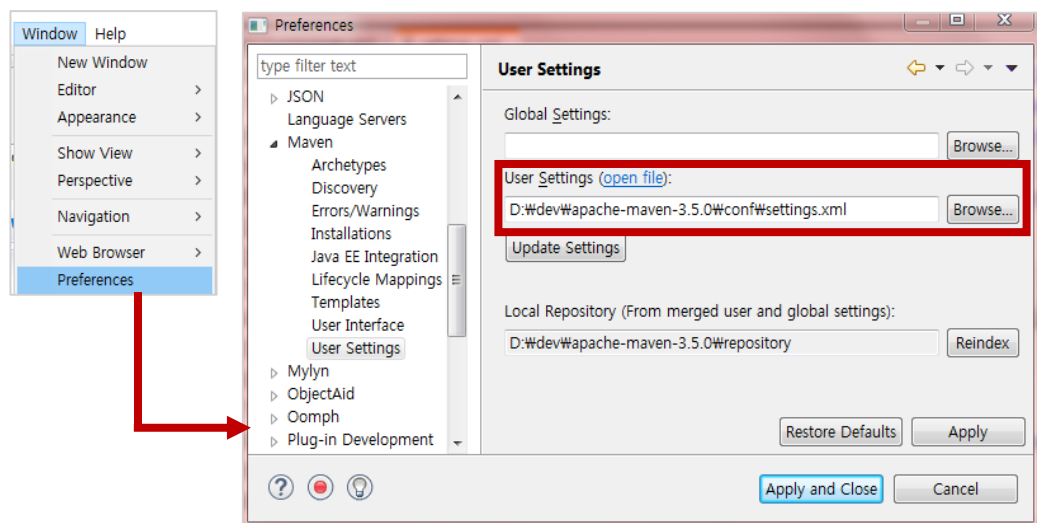 Window Help
New Window
Editor
Appearance
Show View
Perspective
Navigation
Web Browser
Preferences
Preferences
type filter text
JSON
Language Servers
Maven
Archetypes
Discovery
Errors/Warnings
Installations
Java EE Integration
Lifecycle Mappings
Templates
User Interface
User Settings
Mylyn
ObjectAid
Oomph
Plug-in Development
User Settings
Global Settings:
Browse...
User Settings (open file):
D:₩dev₩apache-maven-3.5.0₩conf₩settings.xml
Browse...
Update Settings
Local Repository (From merged user and global settings):
D:₩dev₩apache-maven-3.5.0₩repository
Reindex
Restore Defaults
Apply
Apply and Close
Cancel